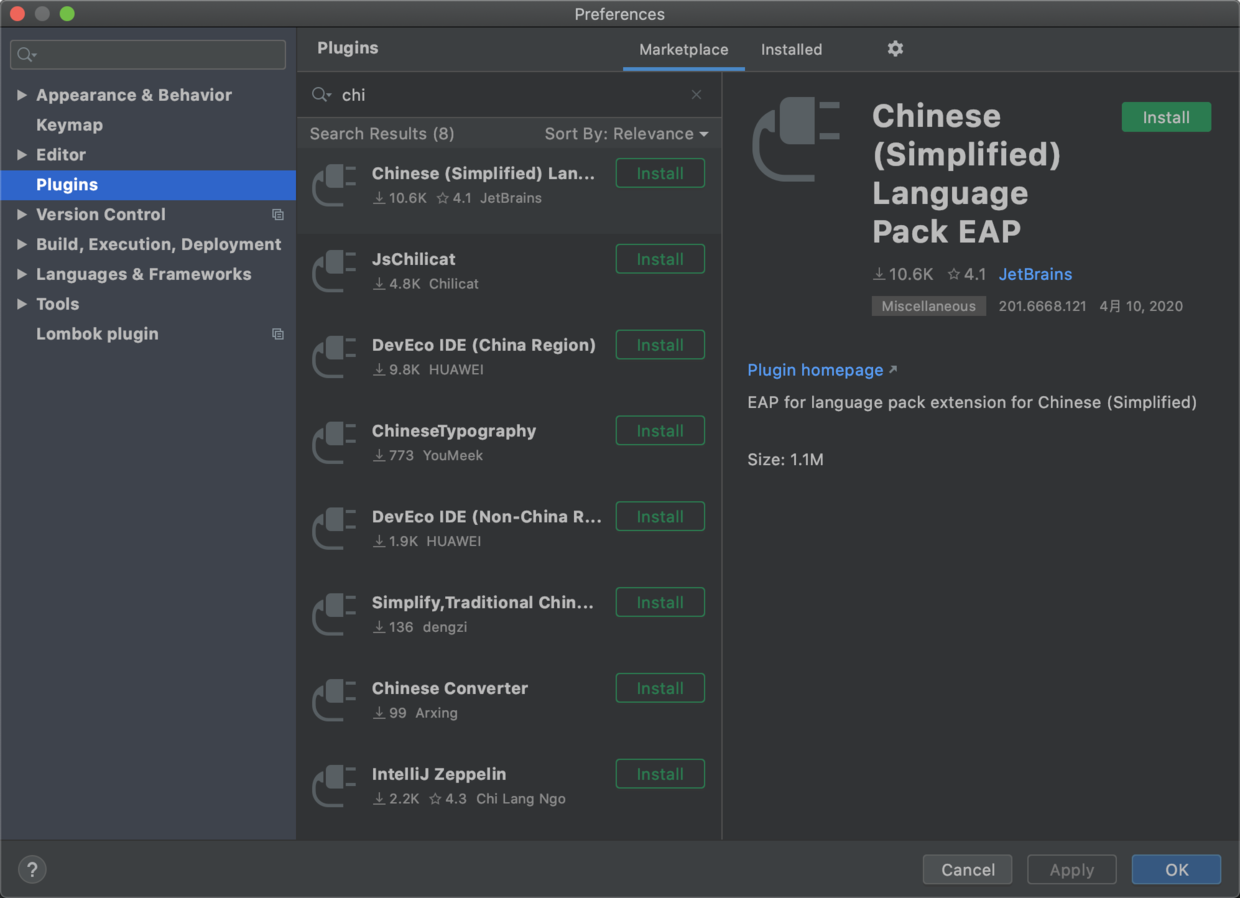 Preferences
Appearance & Behavior
Keymap
Editor
Plugins
Version Control
Build, Execution, Deployment
Languages & Frameworks
Tools
Lombok plugin
Plugins
Marketplace
Installed
chi
Search Results (8)
Sort By: Relevance
Chinese (Simplified) Lan...
Install
10.6K 4.1 JetBrains
JsChilicat
Install
4.8K Chilicat
DevEco IDE (China Region)
Install
9.8K HUAWEI
ChineseTypography
Install
773 YouMeek
DevEco IDE (Non-China R...
Install
1.9K HUAWEI
Simplify,Traditional Chin...
Install
136 dengzi
Chinese Converter
Install
99 Arxing
IntelliJ Zeppelin
Install
2.2K 4.3 Chi Lang Ngo
Chinese
(Simplified)
Language
Pack EAP
Install
10.6K 4.1 JetBrains
Miscellaneous 201.6668.121 4月 10, 2020
Plugin homepage
EAP for language pack extension for Chinese (Simplified)
Size: 1.1M
?
Cancel
Apply
OK